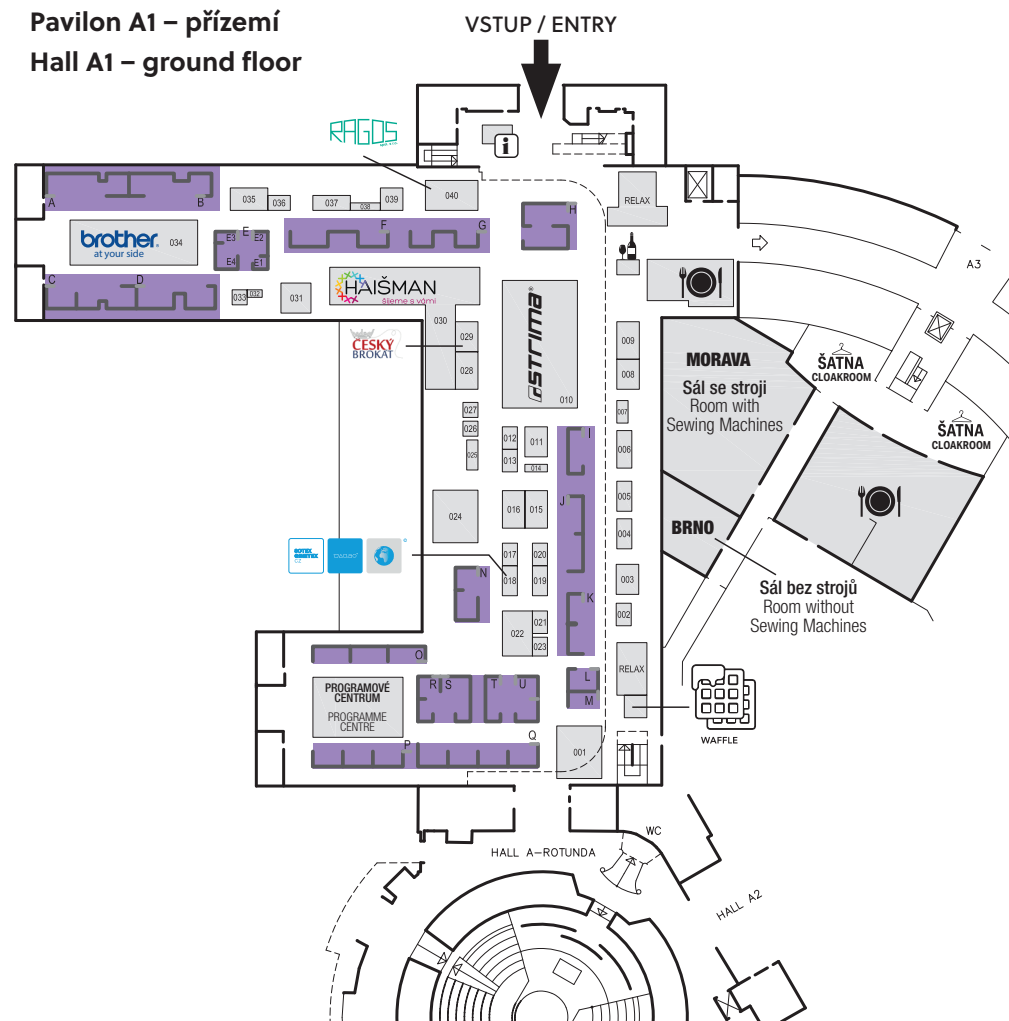 Pavilon A1 – přízemí
Hall A1 – ground floor
VSTUP / ENTRY
RAGOS
i
A
B
035
036
037
038
039
040
H
RELAX
brother
at your side
034
E
E3
E2
E4
E1
F
G
A3
C
D
033
032
031
HAIŠMAN
šijeme s vámi
030
ČESKÝ
BROKÁT
029
028
STRIMA
®
010
009
008
MORAVA
Sál se stroji
Room with
Sewing Machines
ŠATNA
CLOAKROOM
ŠATNA
CLOAKROOM
027
026
025
012
013
011
014
I
007
006
024
016
015
J
005
004
BRNO
017
018
020
019
N
K
003
002
Sál bez strojů
Room without
Sewing Machines
022
021
023
O
PROGRAMOVÉ
CENTRUM
PROGRAMME
CENTRE
R
S
T
U
L
M
RELAX
WAFFLE
P
Q
001
WC
HALL A–ROTUNDA
HALL A2